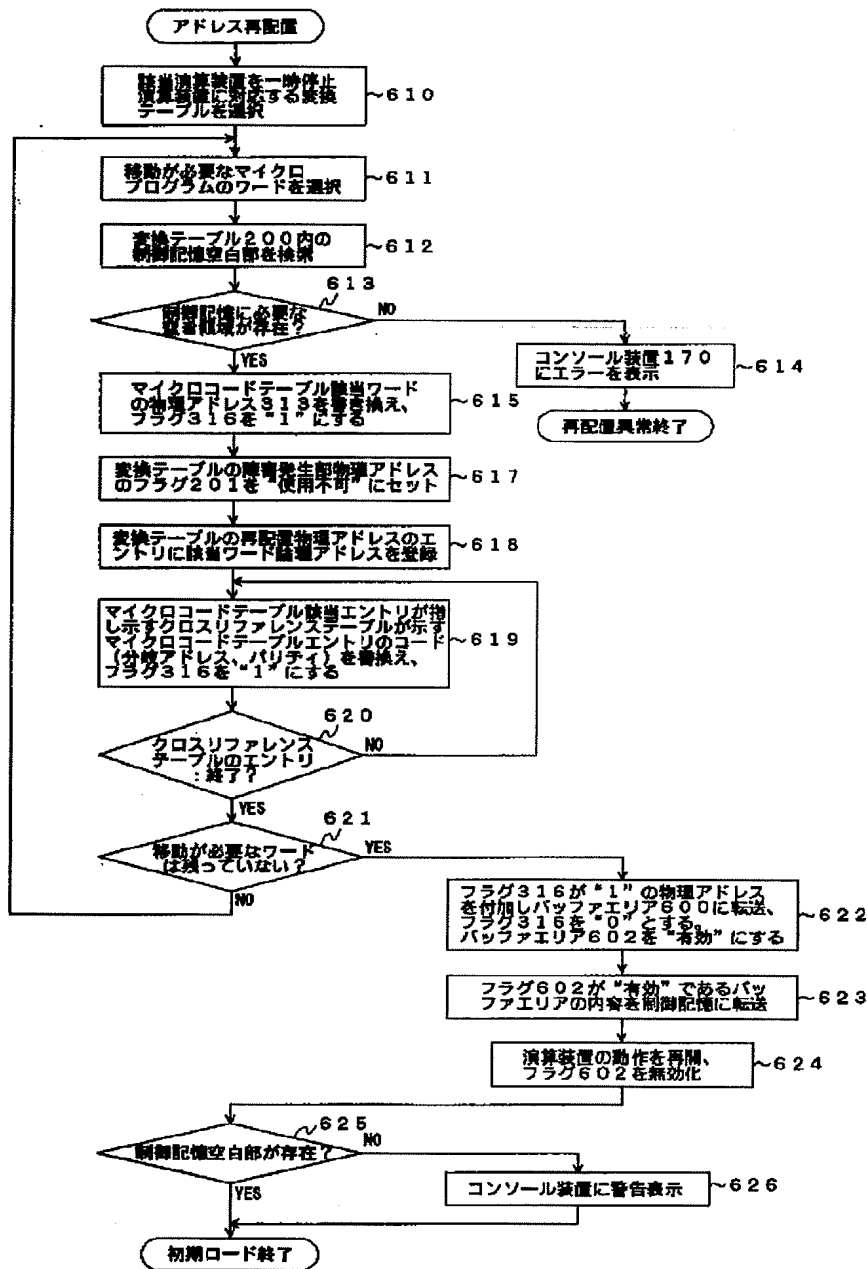 アドレス再配置
該当演算装置を一時停止
演算装置に対応する変換
テーブルを選択
~610
移動が必要なマイクロ
プログラムのワードを選択
~611
変換テーブル200内の
制御記憶空白部を検索
~612
613
制御記憶に必要な
空き領域が存在?
NO
YES
コンソール装置170
にエラーを表示
~614
再配置異常終了
マイクロコードテーブル該当ワード
の物理アドレス313を書き換え、
フラグ316を“1”にする
~615
変換テーブルの障害発生部物理アドレス
のフラグ201を“使用不可”にセット
~617
変換テーブルの再配置物理アドレスのエ
ントリに該当ワード論理アドレスを登録
~618
マイクロコードテーブル該当エントリが指
し示すクロスリファレンステーブルが示す
マイクロコードテーブルエントリのコード
(分岐アドレス、パリティ)を書換え、
フラグ316を“1”にする
~619
620
クロスリファレンス
テーブルのエントリ
:終了?
NO
YES
621
移動が必要なワード
は残っていない?
YES
NO
フラグ316が“1”の物理アドレス
を付加しバッファエリア600に転送、
フラグ316を“0”とする。
バッファエリア602を“有効”にする
~622
フラグ602が“有効”であるバッ
ファエリアの内容を制御記憶に転送
~623
演算装置の動作を再開、
フラグ602を無効化
~624
625
制御記憶空白部が存在?
NO
YES
コンソール装置に警告表示
~626
初期ロード終了